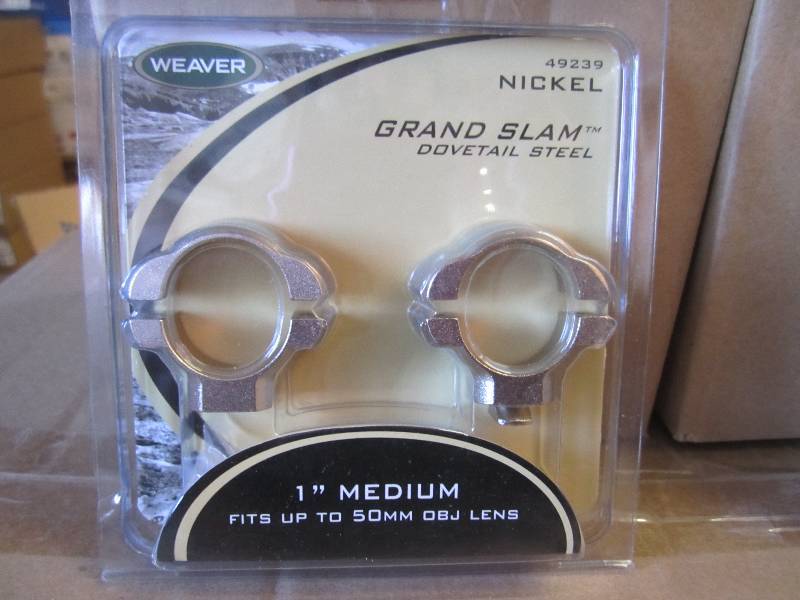 WEAVER
49239
NICKEL
GRAND SLAM™
DOVETAIL STEEL
1” MEDIUM
FITS UP TO 50MM OBJ LENS